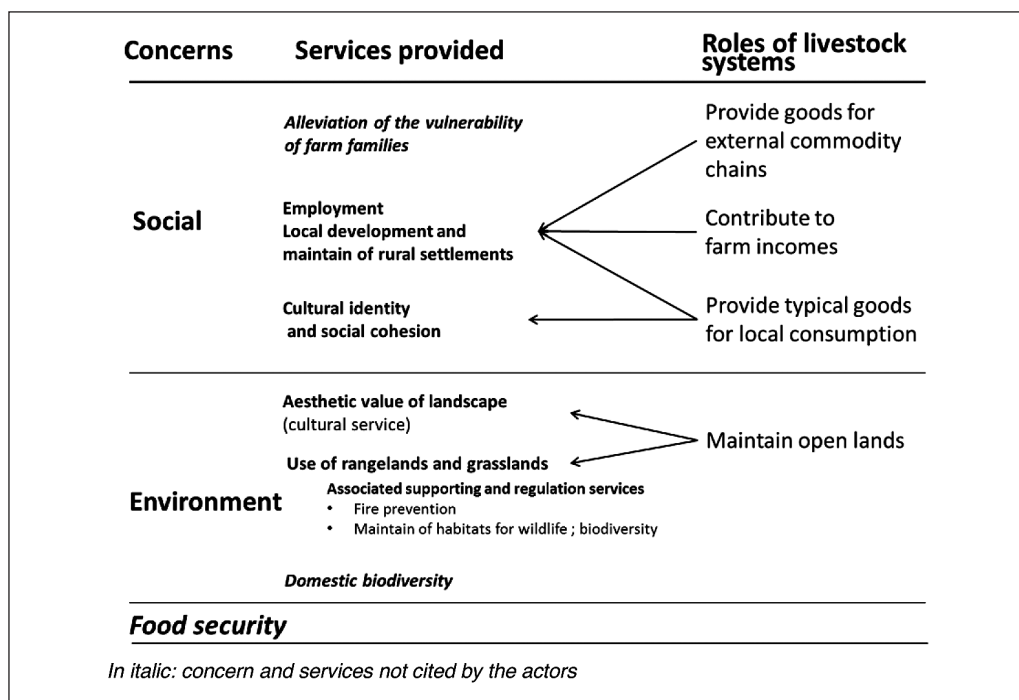 Concerns
Services provided
Roles of livestock
systems
Social
Alleviation of the vulnerability
of farm families
Employment
Local development and
maintain of rural settlements
Cultural identity
and social cohesion
Provide goods for
external commodity
chains
Contribute to
farm incomes
Provide typical goods
for local consumption
Environment
Aesthetic value of landscape
(cultural service)
Use of rangelands and grasslands
Associated supporting and regulation services
• Fire prevention
• Maintain of habitats for wildlife ; biodiversity
Domestic biodiversity
Maintain open lands
Food security
In italic: concern and services not cited by the actors